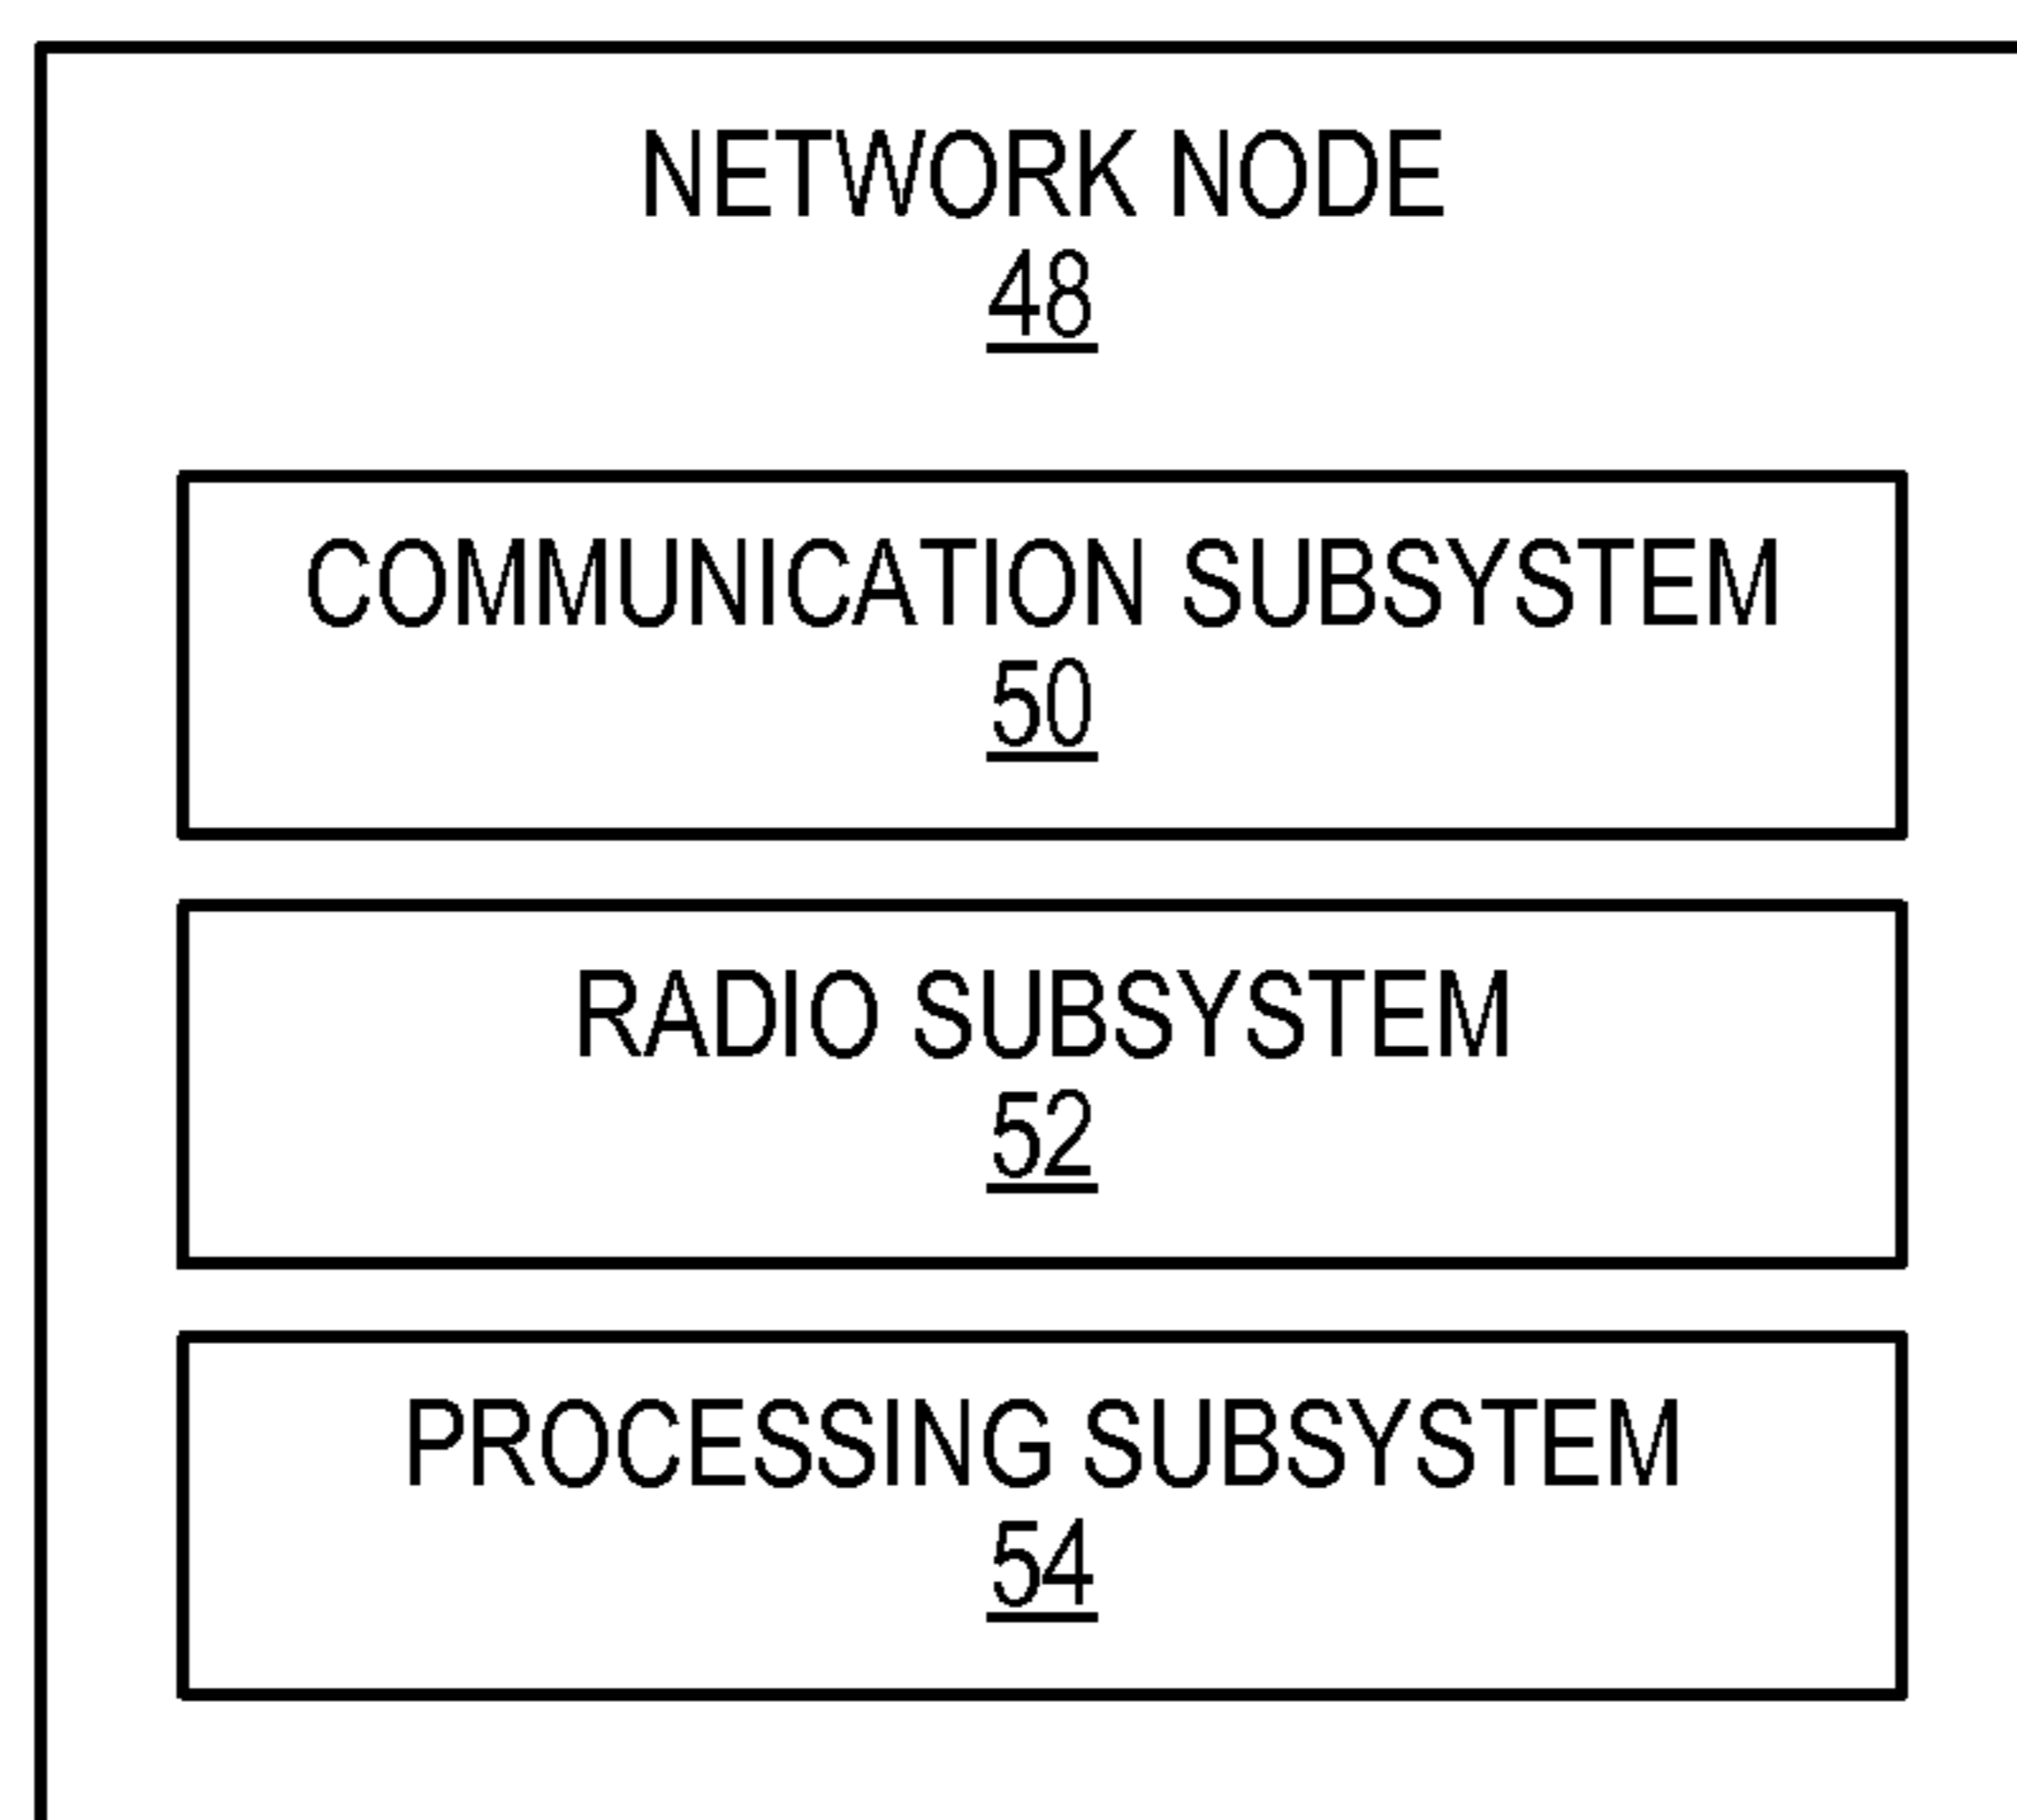 NETWORK NODE
48
COMMUNICATION SUBSYSTEM
50
RADIO SUBSYSTEM
52
PROCESSING SUBSYSTEM
54